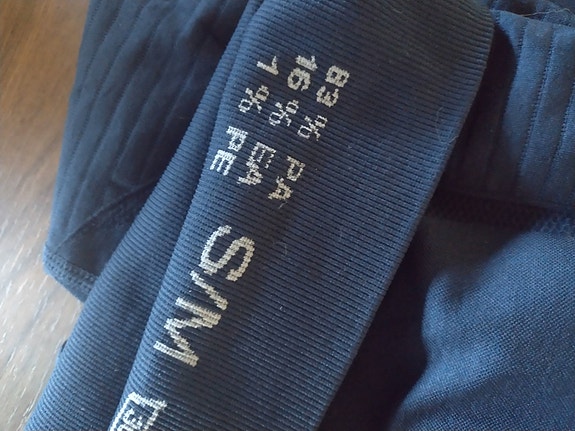 83% PA
16% EA
1% PE
S/M